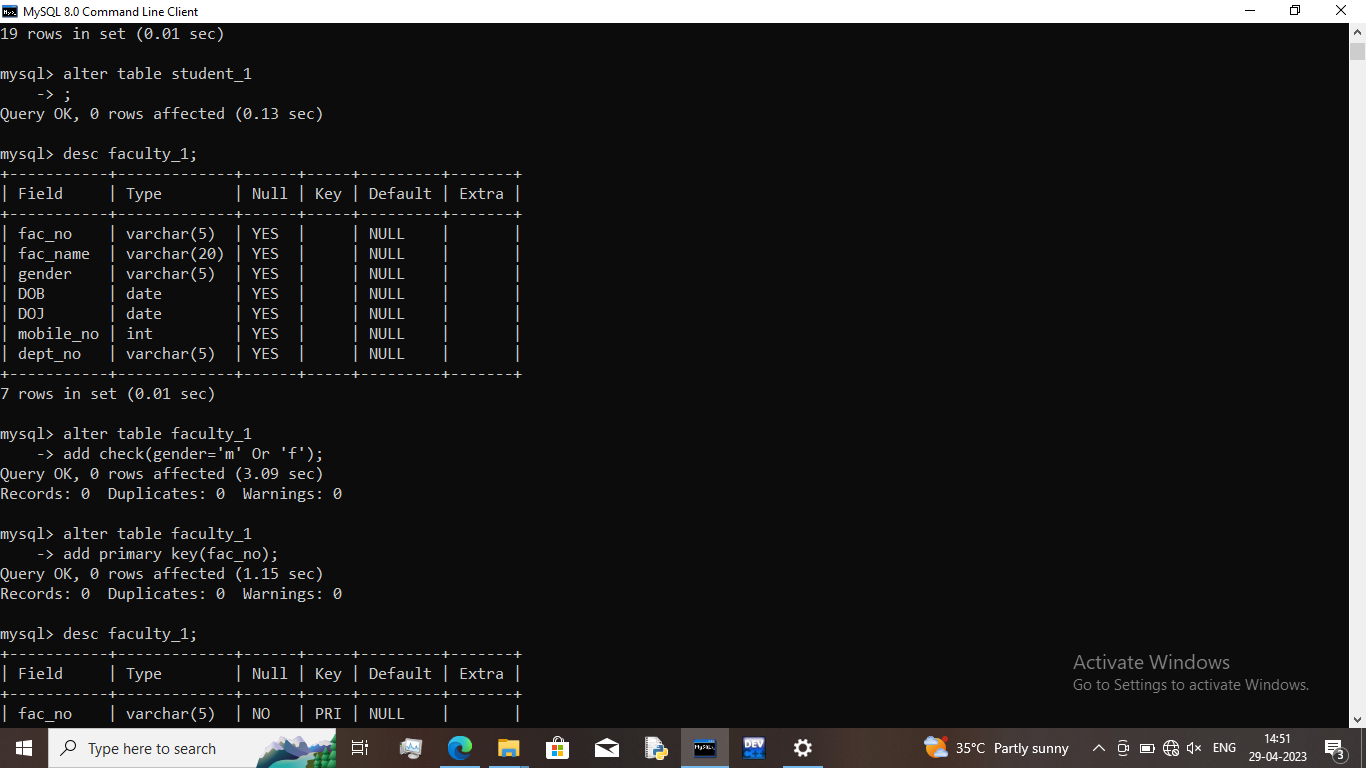 MySQL 8.0 Command Line Client
19 rows in set (0.01 sec)
mysql> alter table student_1
    -> ;
Query OK, 0 rows affected (0.13 sec)
mysql> desc faculty_1;
+-----------+-------------+------+-----+---------+-------+
| Field     | Type        | Null | Key | Default | Extra |
+-----------+-------------+------+-----+---------+-------+
| fac_no    | varchar(5)  | YES  |     | NULL    |       |
| fac_name  | varchar(20) | YES  |     | NULL    |       |
| gender    | varchar(5)  | YES  |     | NULL    |       |
| DOB       | date        | YES  |     | NULL    |       |
| DOJ       | date        | YES  |     | NULL    |       |
| mobile_no | int         | YES  |     | NULL    |       |
| dept_no   | varchar(5)  | YES  |     | NULL    |       |
+-----------+-------------+------+-----+---------+-------+
7 rows in set (0.01 sec)
mysql> alter table faculty_1
    -> add check(gender='m' Or 'f');
Query OK, 0 rows affected (3.09 sec)
Records: 0  Duplicates: 0  Warnings: 0
mysql> alter table faculty_1
    -> add primary key(fac_no);
Query OK, 0 rows affected (1.15 sec)
Records: 0  Duplicates: 0  Warnings: 0
mysql> desc faculty_1;
+-----------+-------------+------+-----+---------+-------+
| Field     | Type        | Null | Key | Default | Extra |
+-----------+-------------+------+-----+---------+-------+
| fac_no    | varchar(5)  | NO   | PRI | NULL    |       |
Activate Windows
Go to Settings to activate Windows.
Type here to search
MySQL
DEV
35°C Partly sunny
ENG
14:51
29-04-2023
3